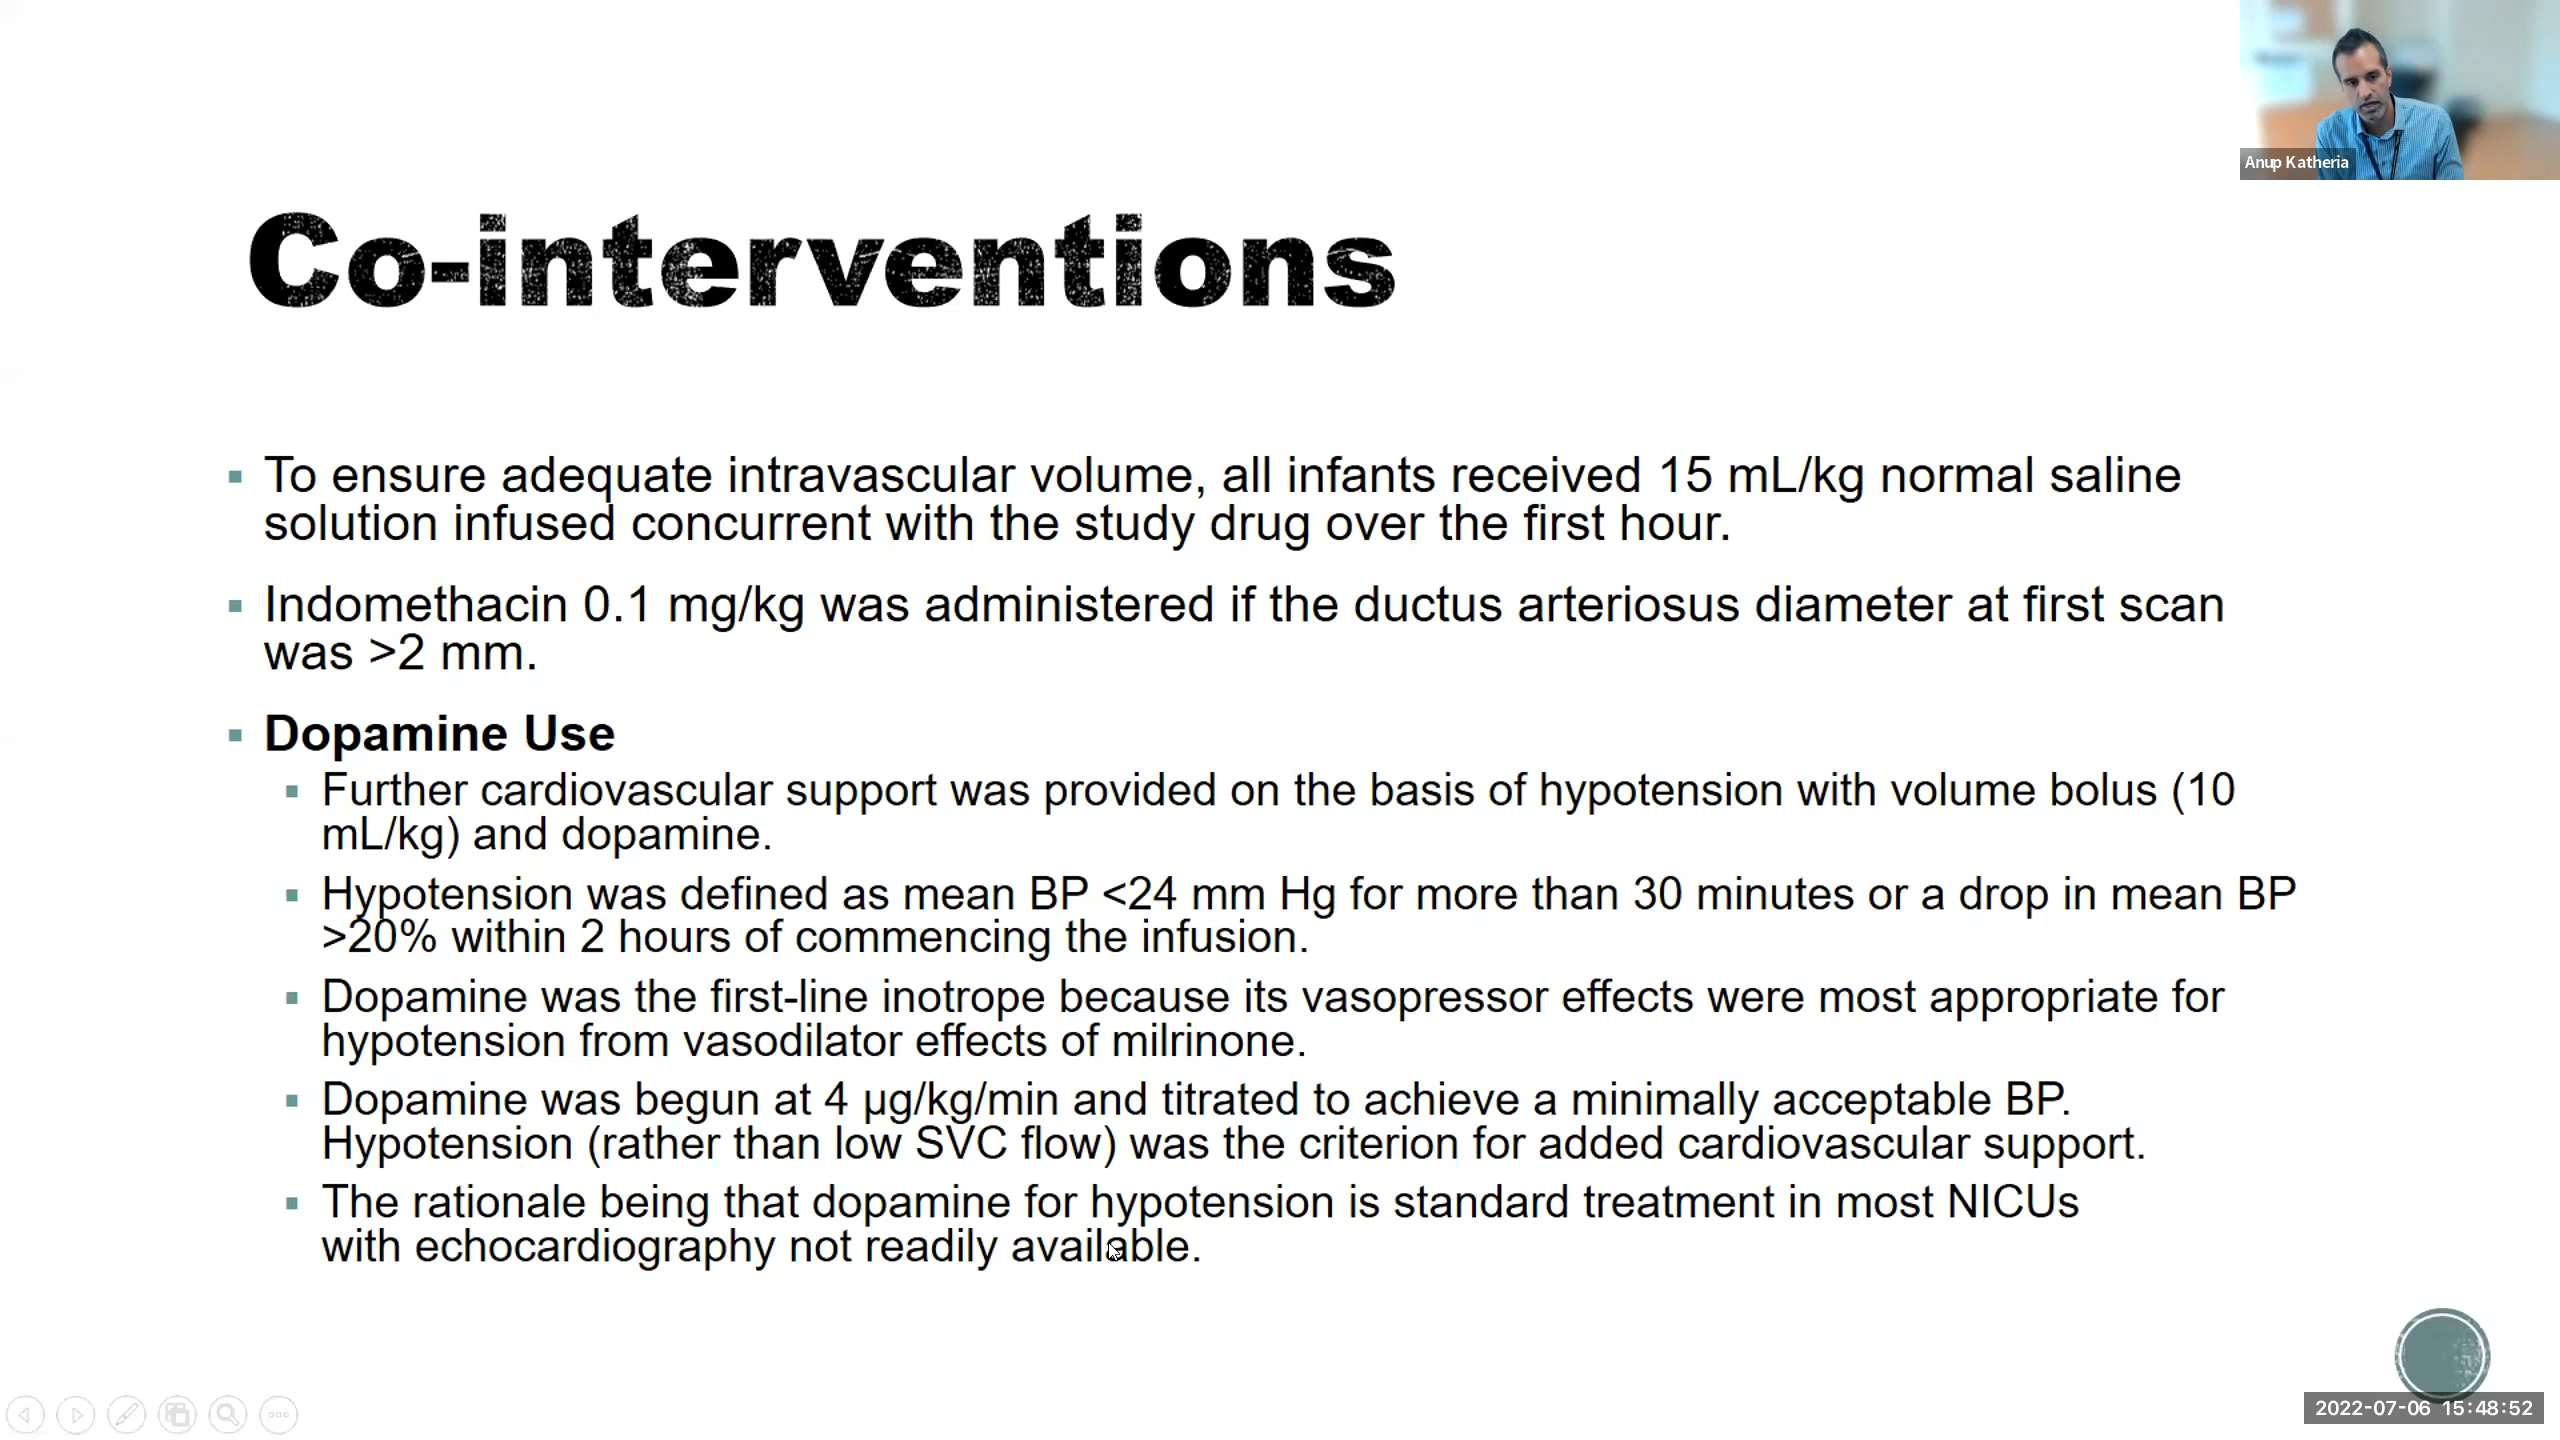 Anup Katheria
Co-interventions
To ensure adequate intravascular volume, all infants received 15 mL/kg normal saline
solution infused concurrent with the study drug over the first hour.
Indomethacin 0.1 mg/kg was administered if the ductus arteriosus diameter at first scan
was >2 mm.
Dopamine Use
Further cardiovascular support was provided on the basis of hypotension with volume bolus (10
mL/kg) and dopamine.
Hypotension was defined as mean BP <24 mm Hg for more than 30 minutes or a drop in mean BP
>20% within 2 hours of commencing the infusion.
Dopamine was the first-line inotrope because its vasopressor effects were most appropriate for
hypotension from vasodilator effects of milrinone.
Dopamine was begun at 4 µg/kg/min and titrated to achieve a minimally acceptable BP.
Hypotension (rather than low SVC flow) was the criterion for added cardiovascular support.
The rationale being that dopamine for hypotension is standard treatment in most NICUs
with echocardiography not readily available.
2022-07-06 15:48:52